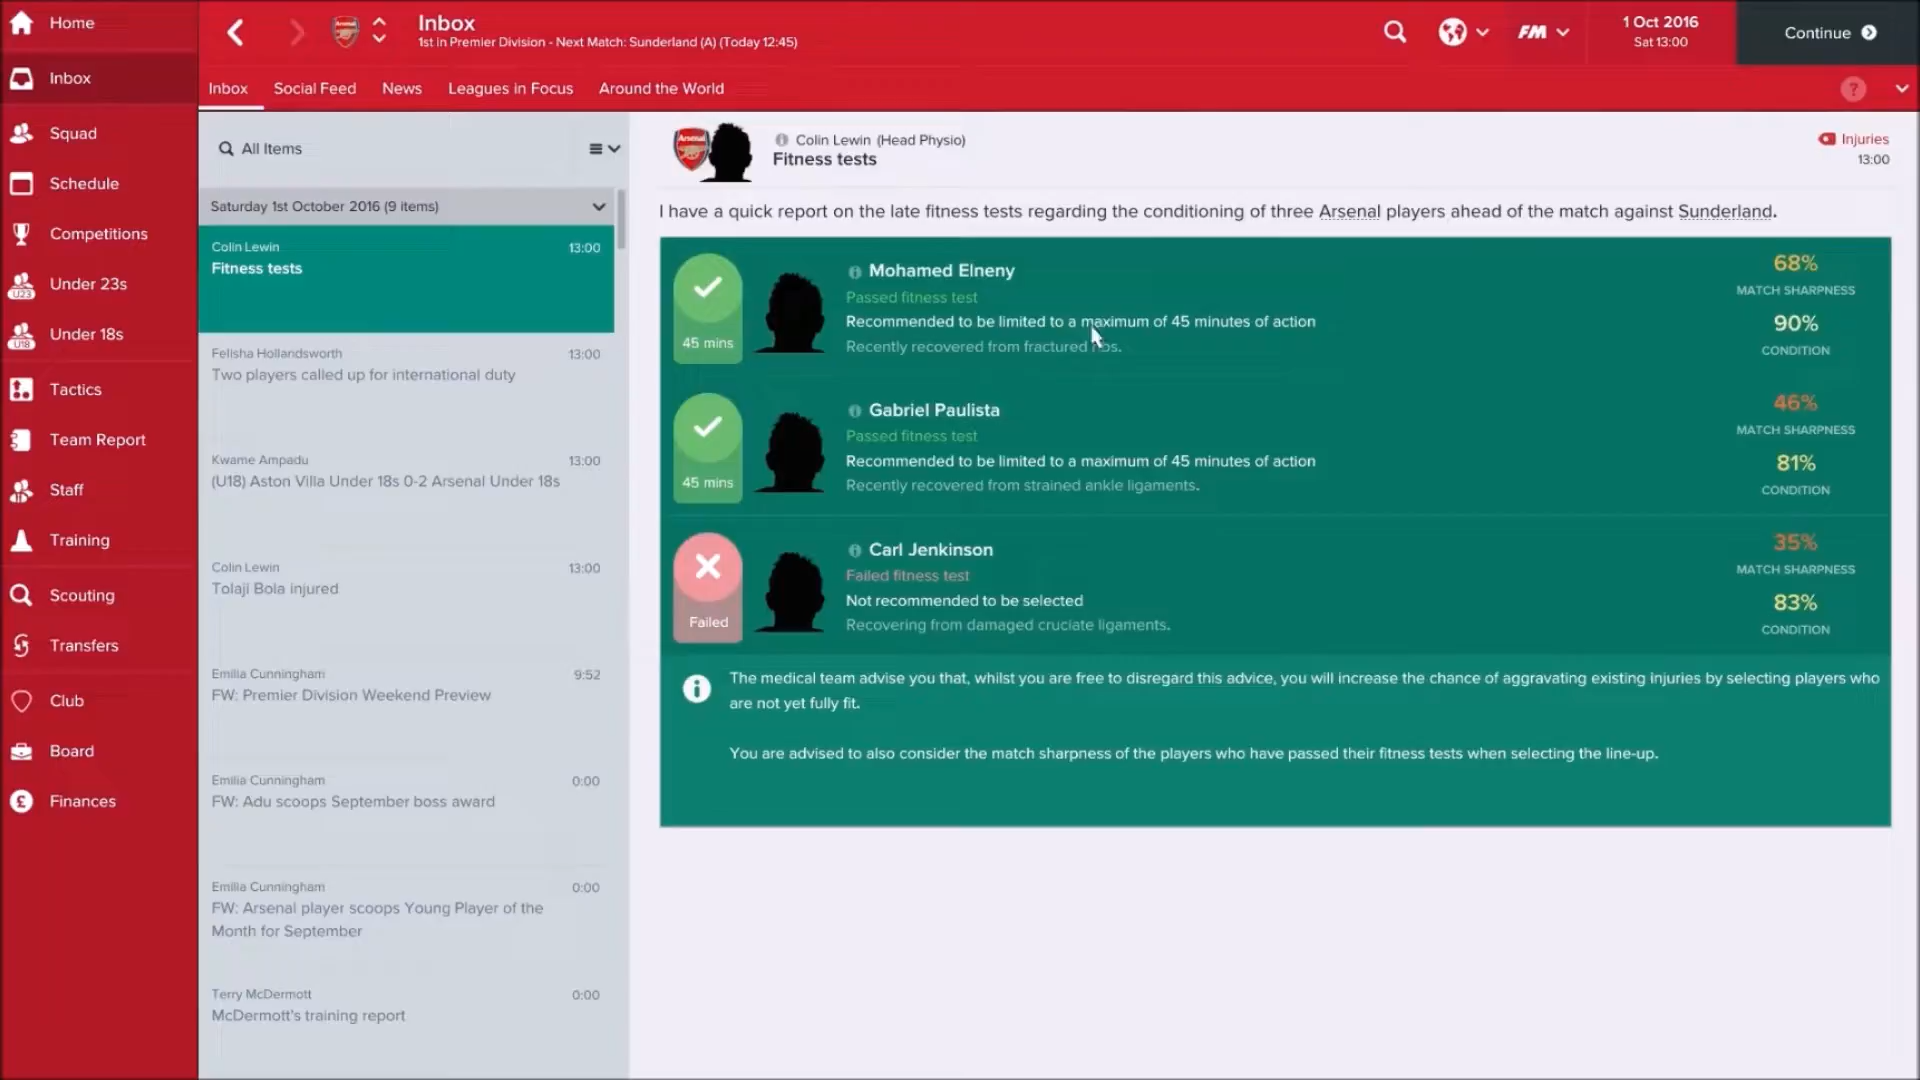 Home
Inbox
Squad
Schedule
Competitions
Under 23s
U23
Under 18s
U18
Tactics
Team Report
Staff
Training
Scouting
Transfers
Club
Board
Finances
Arsenal
Inbox
1st in Premier Division - Next Match: Sunderland (A) (Today 12:45)
FM
1 Oct 2016
Sat 13:00
Continue
Inbox
Social Feed
News
Leagues in Focus
Around the World
?
All Items
Saturday 1st October 2016 (9 items)
Colin Lewin 13:00
Fitness tests
Felisha Hollandsworth 13:00
Two players called up for international duty
Kwame Ampadu 13:00
(U18) Aston Villa Under 18s 0-2 Arsenal Under 18s
Colin Lewin 13:00
Tolaji Bola injured
Emilia Cunningham 9:52
FW: Premier Division Weekend Preview
Emilia Cunningham 0:00
FW: Adu scoops September boss award
Emilia Cunningham 0:00
FW: Arsenal player scoops Young Player of the
Month for September
Terry McDermott 0:00
McDermott's training report
Arsenal
Colin Lewin (Head Physio)
Fitness tests
Injuries
13:00
I have a quick report on the late fitness tests regarding the conditioning of three Arsenal players ahead of the match against Sunderland.
45 mins
Mohamed Elneny
Passed fitness test
Recommended to be limited to a maximum of 45 minutes of action
Recently recovered from fractured ribs.
68%
MATCH SHARPNESS
90%
CONDITION
45 mins
Gabriel Paulista
Passed fitness test
Recommended to be limited to a maximum of 45 minutes of action
Recently recovered from strained ankle ligaments.
46%
MATCH SHARPNESS
81%
CONDITION
Failed
Carl Jenkinson
Failed fitness test
Not recommended to be selected
Recovering from damaged cruciate ligaments.
35%
MATCH SHARPNESS
83%
CONDITION
The medical team advise you that, whilst you are free to disregard this advice, you will increase the chance of aggravating existing injuries by selecting players who
are not yet fully fit.
You are advised to also consider the match sharpness of the players who have passed their fitness tests when selecting the line-up.